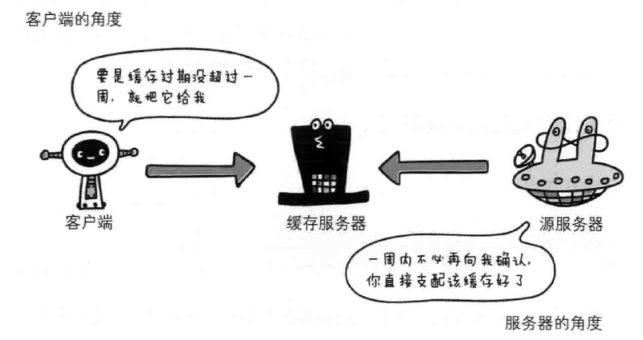 客户端的角度
要是缓存过期没超过一
周，就把它给我
客户端
缓存服务器
源服务器
一周内不必再向我确认，
你直接支配该缓存好了
服务器的角度